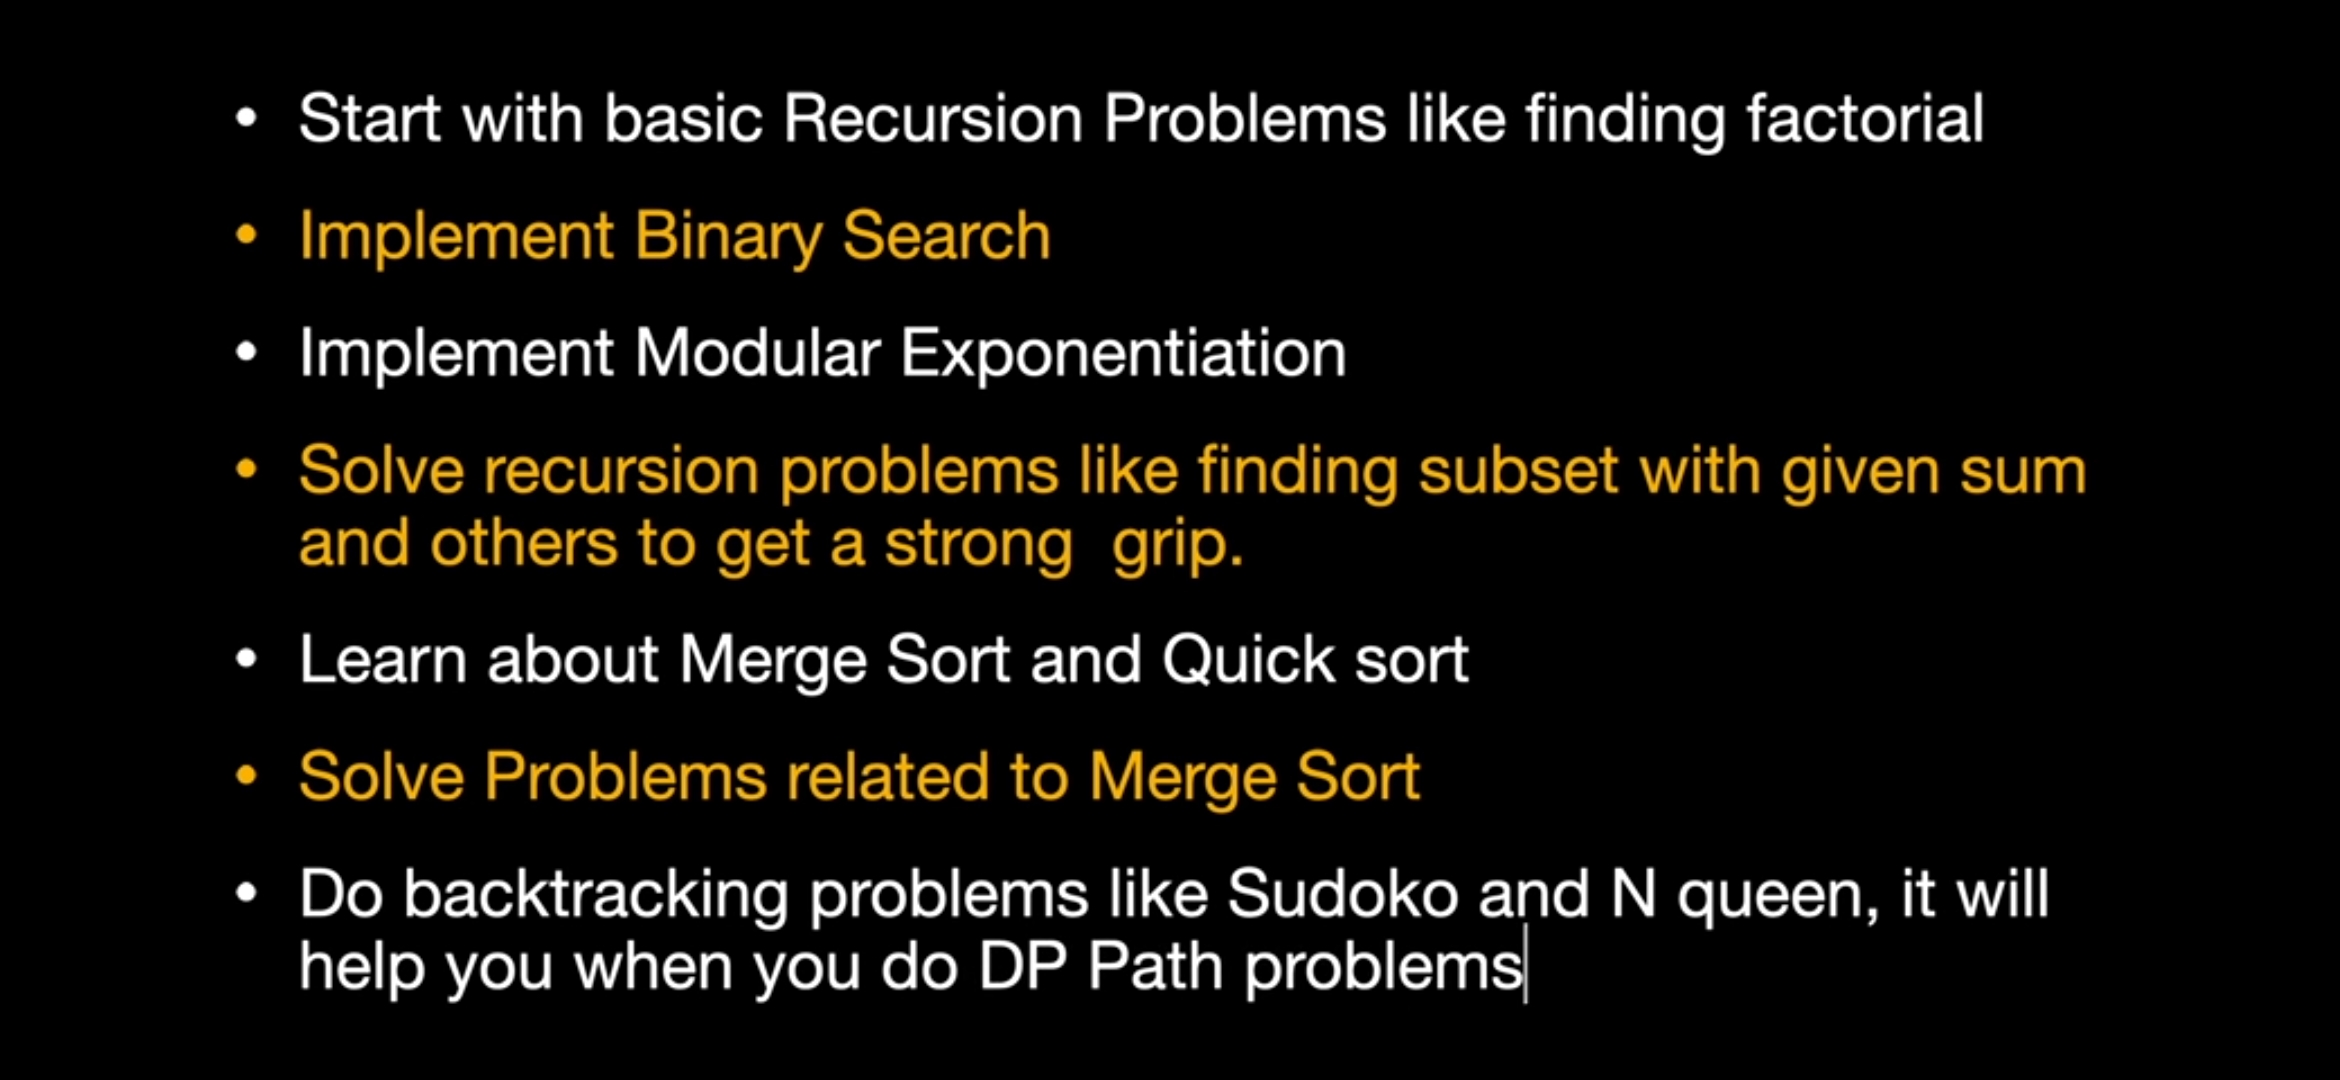 • Start with basic Recursion Problems like finding factorial
• Implement Binary Search
• Implement Modular Exponentiation
• Solve recursion problems like finding subset with given sum
and others to get a strong  grip.
• Learn about Merge Sort and Quick sort
• Solve Problems related to Merge Sort
• Do backtracking problems like Sudoko and N queen, it will
help you when you do DP Path problems